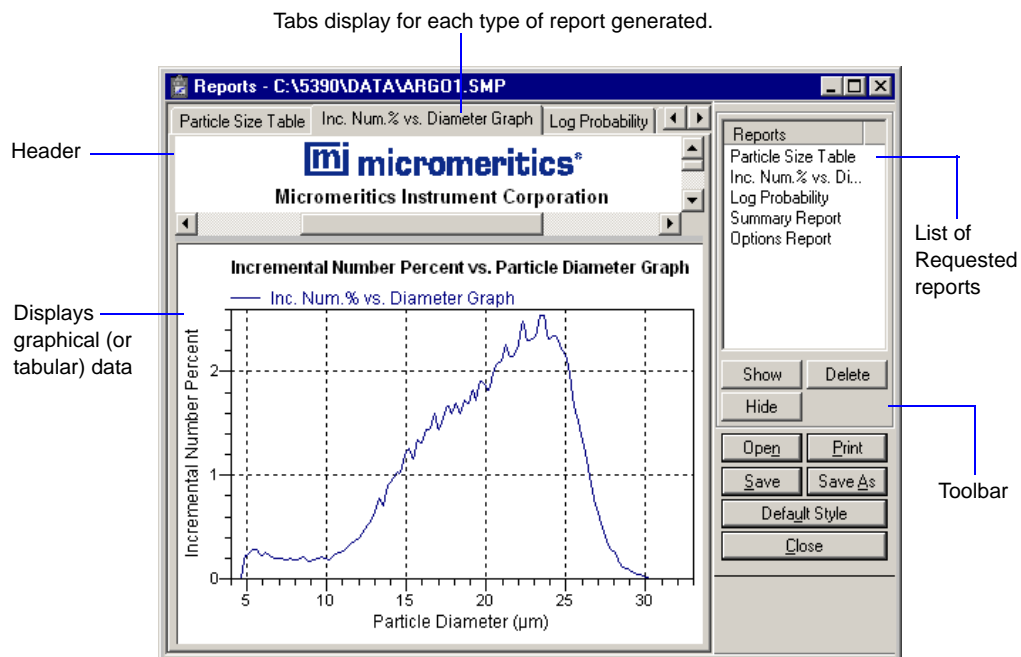 Tabs display for each type of report generated.
Reports - C:\5390\DATA\ARGO1.SMP
Particle Size Table
Inc. Num.% vs. Diameter Graph
Log Probability
Header
mi micromeritics®
Micromeritics Instrument Corporation
Reports
Particle Size Table
Inc. Num.% vs. Di...
Log Probability
Summary Report
Options Report
List of
Requested
reports
Displays
graphical (or
tabular) data
Incremental Number Percent vs. Particle Diameter Graph
Inc. Num.% vs. Diameter Graph
Incremental Number Percent
2
1
0
5 10 15 20 25 30
Particle Diameter (µm)
Show Delete
Hide
Open Print
Save Save As
Default Style
Close
Toolbar